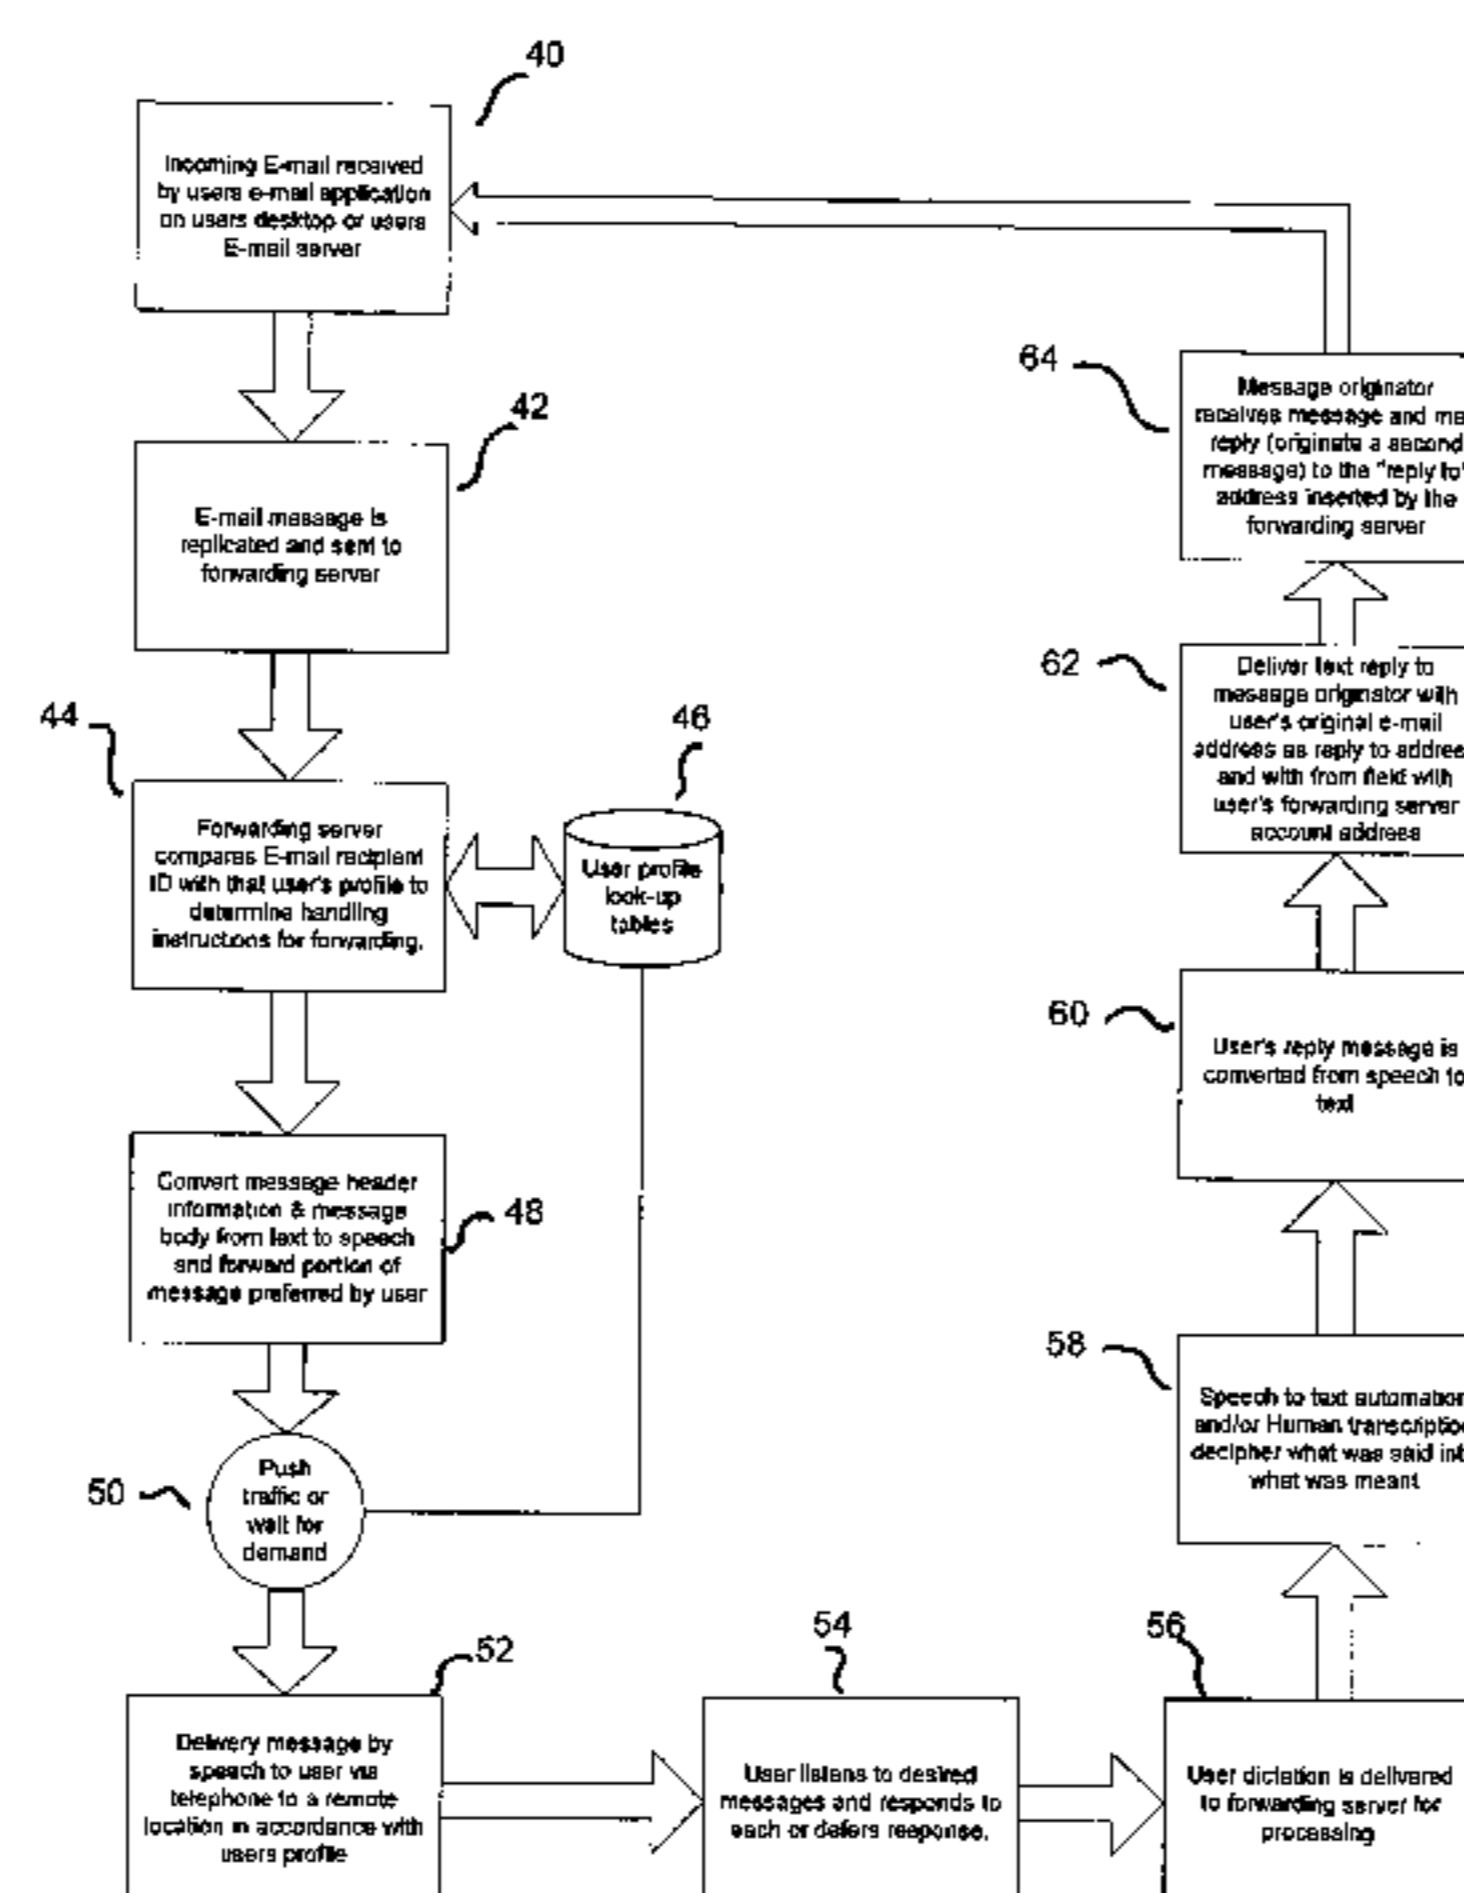 40
Incoming E-mail received
by users e-mail application
on users desktop or users
E-mail server
42
E-mail message is
replicated and sent to
forwarding server
44
Forwarding server
compares E-mail recipient
ID with that user's profile to
determine handling
instructions for forwarding.
46
User profile
look-up
tables
48
Convert message header
information & message
body from text to speech
and forward portion of
message preferred by user
50
Push
traffic or
wait for
demand
52
Delivery message by
speech to user via
telephone to a remote
location in accordance with
users profile
54
User listens to desired
messages and responds to
each or defers response.
56
User dictation is delivered
to forwarding server for
processing
58
Speech to text automation
and/or Human
decipher what was said
what was meant
60
User's reply message is
converted from speech to
text
62
Deliver text reply to
message originator with
user's original e-mail
address as reply to
and with from field with
user's forwarding server
account address
64
Message originator
receives message and
reply (originate a second
message) to the "reply to"
address inserted by the
forwarding server